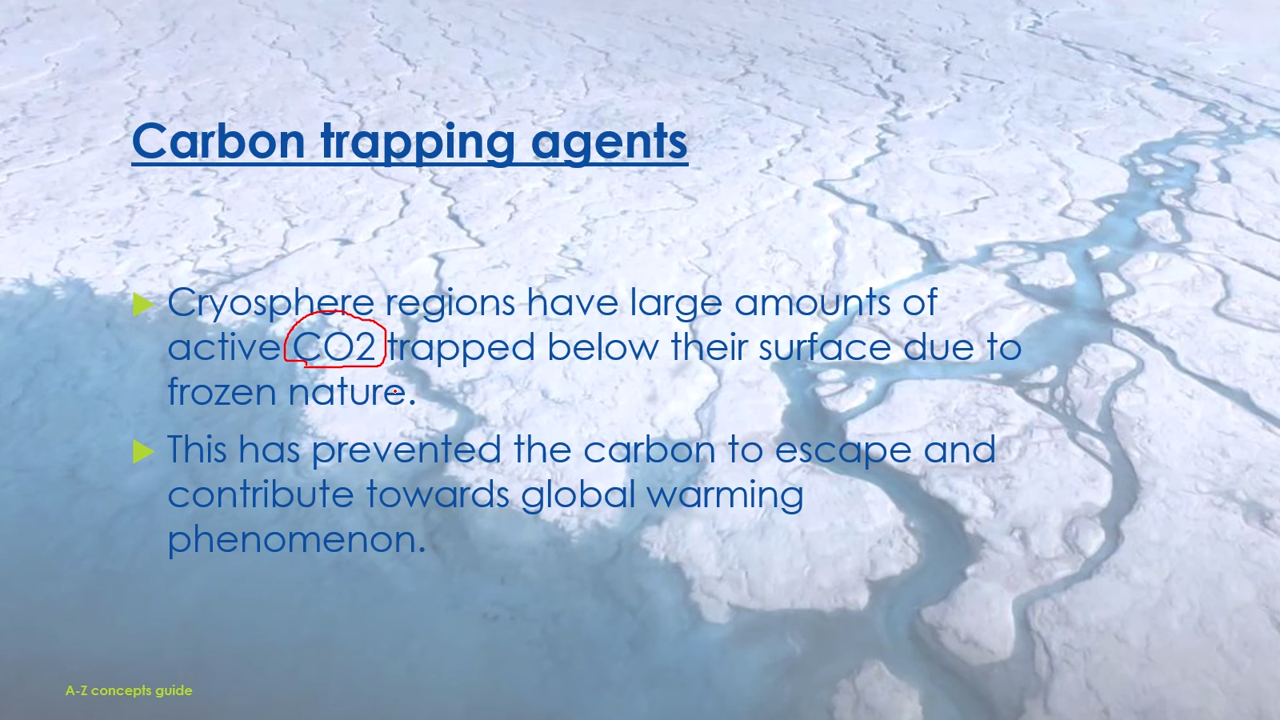 Carbon trapping agents
Cryosphere regions have large amounts of
active CO2 trapped below their surface due to
frozen nature.
This has prevented the carbon to escape and
contribute towards global warming
phenomenon.
A-Z concepts guide